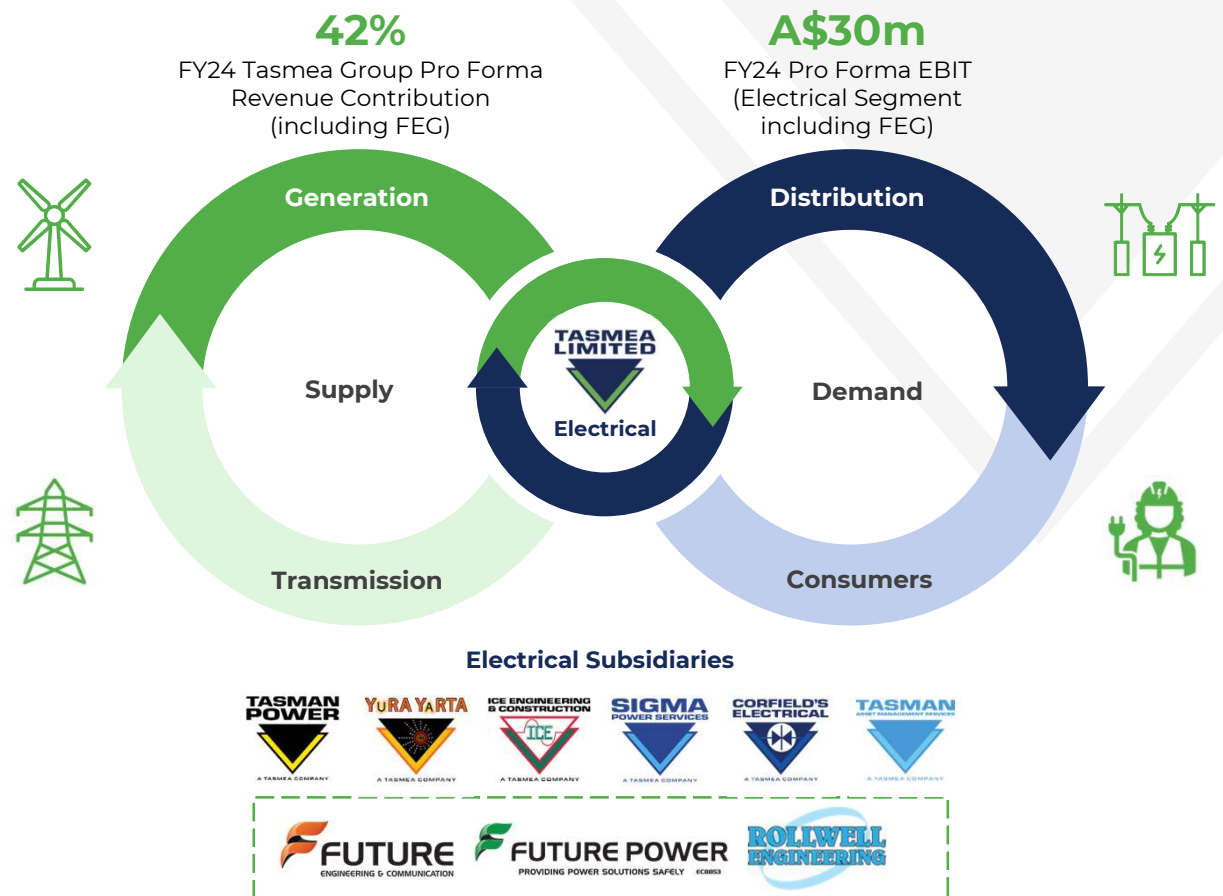 42%
FY24 Tasmea Group Pro Forma
Revenue Contribution
(including FEG)
A$30m
FY24 Pro Forma EBIT
(Electrical Segment
including FEG)
Generation
Distribution
Supply
TASMEA
LIMITED
Electrical
Demand
Transmission
Consumers
Electrical Subsidiaries
TASMAN
POWER
A TASMEA COMPANY
YURA YARTA
A TASMEA COMPANY
ICE ENGINEERING
& CONSTRUCTION
ICE
A TASMEA COMPANY
SIGMA
POWER SERVICES
A TASMEA COMPANY
CORFIELD'S
ELECTRICAL
A TASMEA COMPANY
TASMAN
ASSET MANAGEMENT SERVICES
A TASMEA COMPANY
FUTURE
ENGINEERING & COMMUNICATION
FUTURE POWER
PROVIDING POWER SOLUTIONS SAFELY EC8853
ROLLWELL
ENGINEERING